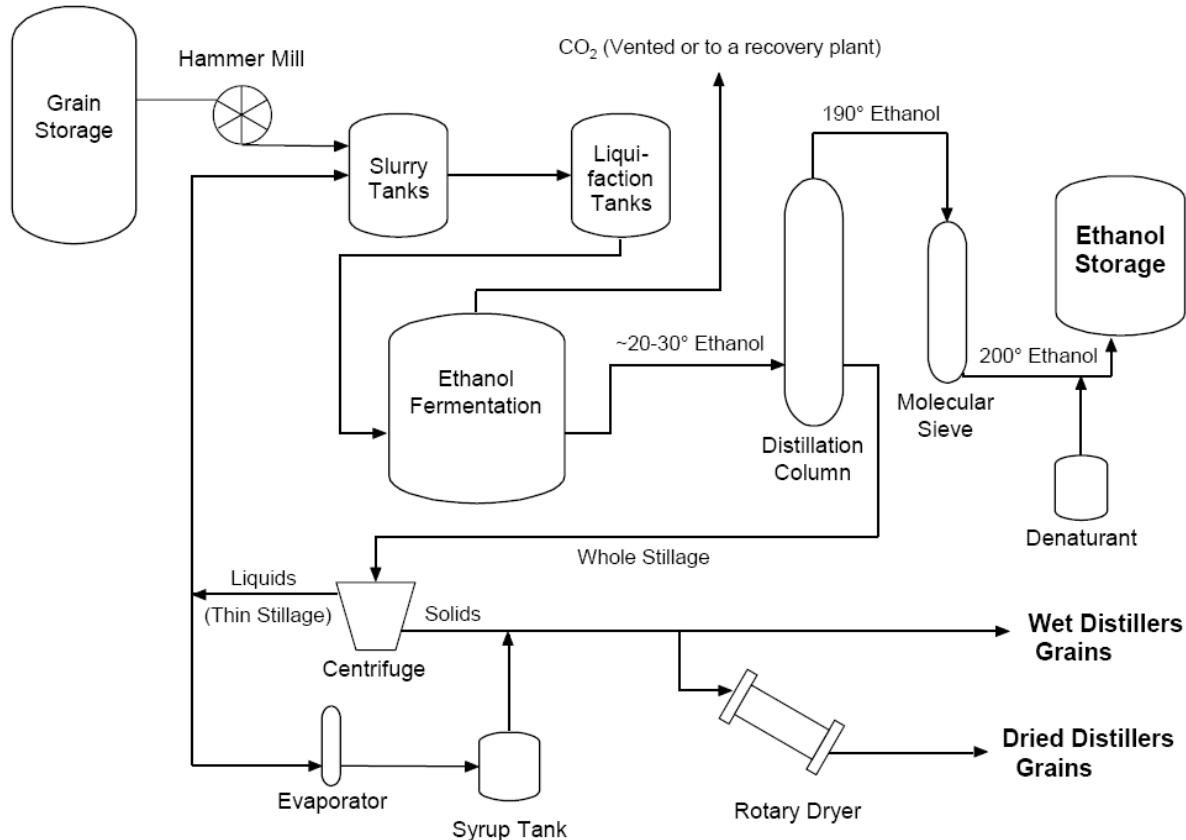 CO₂ (Vented or to a recovery plant)
Hammer Mill
Grain
Storage
190° Ethanol
Slurry
Tanks
Liqui-
faction
Tanks
Ethanol
Storage
~20-30° Ethanol
200° Ethanol
Ethanol
Fermentation
Molecular
Sieve
Distillation
Column
Denaturant
Whole Stillage
Liquids
(Thin Stillage)
Solids
Centrifuge
Wet Distillers
Grains
Dried Distillers
Grains
Evaporator
Syrup Tank
Rotary Dryer